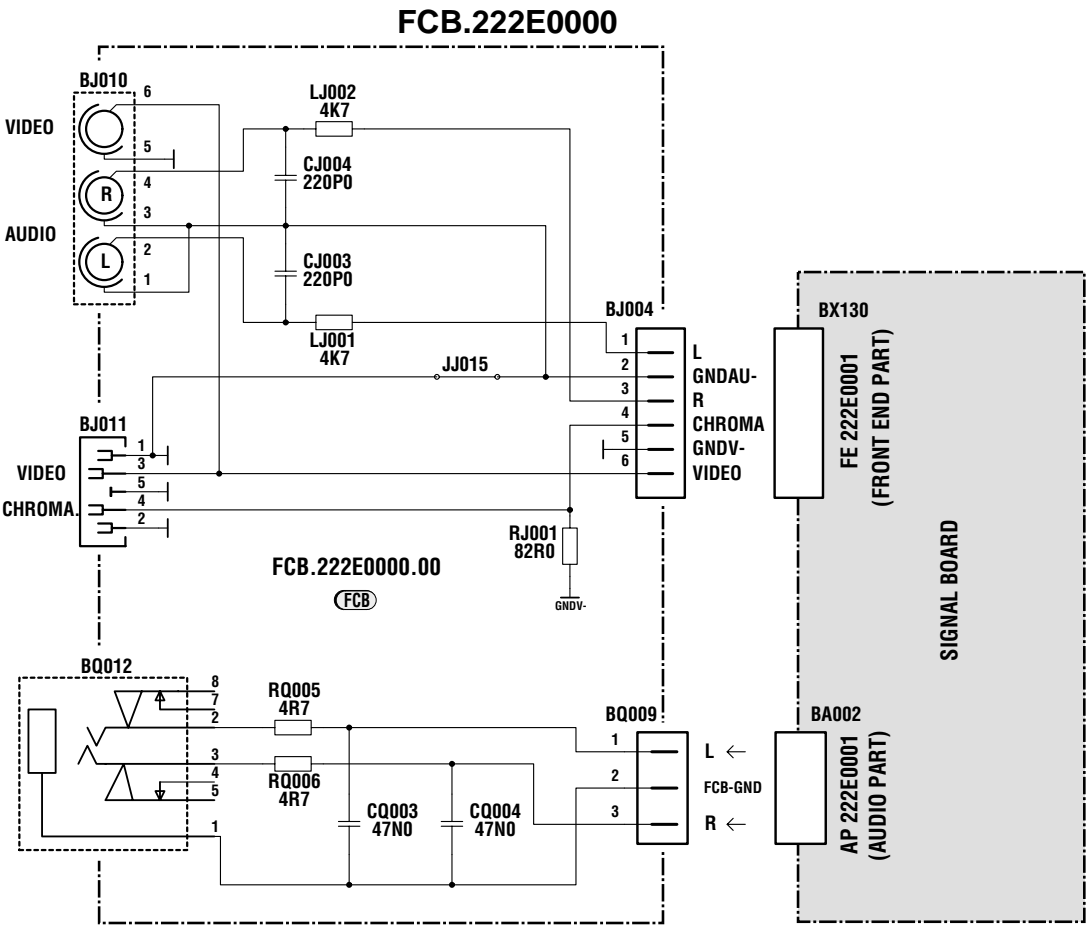 FCB.222E0000
BJ010
6
VIDEO
5
4
R
3
AUDIO
2
L
1
LJ002
4K7
CJ004
220P0
CJ003
220P0
LJ001
4K7
JJ015
BJ004
1
L
2
GNDAU-
3
R
4
CHROMA
5
GNDV-
6
VIDEO
BX130
FE 222E0001
(FRONT END PART)
BJ011
1
VIDEO
3
5
CHROMA.
4
2
RJ001
82R0
GNDV-
FCB.222E0000.00
FCB
SIGNAL BOARD
BQ012
8
7
2
3
4
5
1
RQ005
4R7
RQ006
4R7
CQ003
47N0
CQ004
47N0
BQ009
1
L ←
2
FCB-GND
3
R ←
BA002
AP 222E0001
(AUDIO PART)